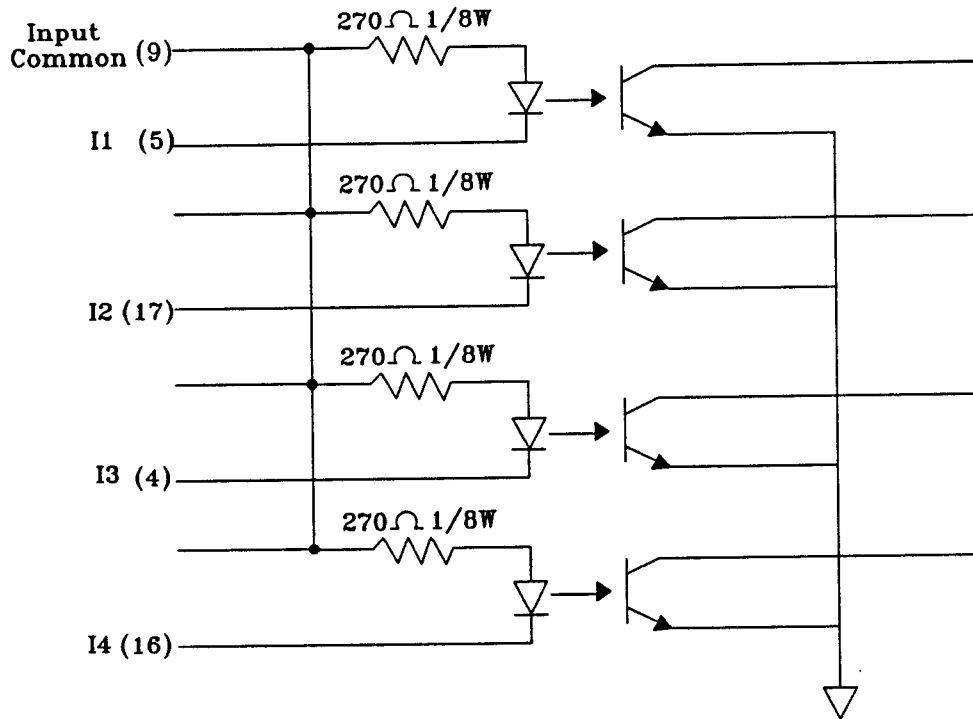 270Ω 1/8W
Input
Common (9)
I1 (5)
270Ω 1/8W
I2 (17)
270Ω 1/8W
I3 (4)
270Ω 1/8W
I4 (16)